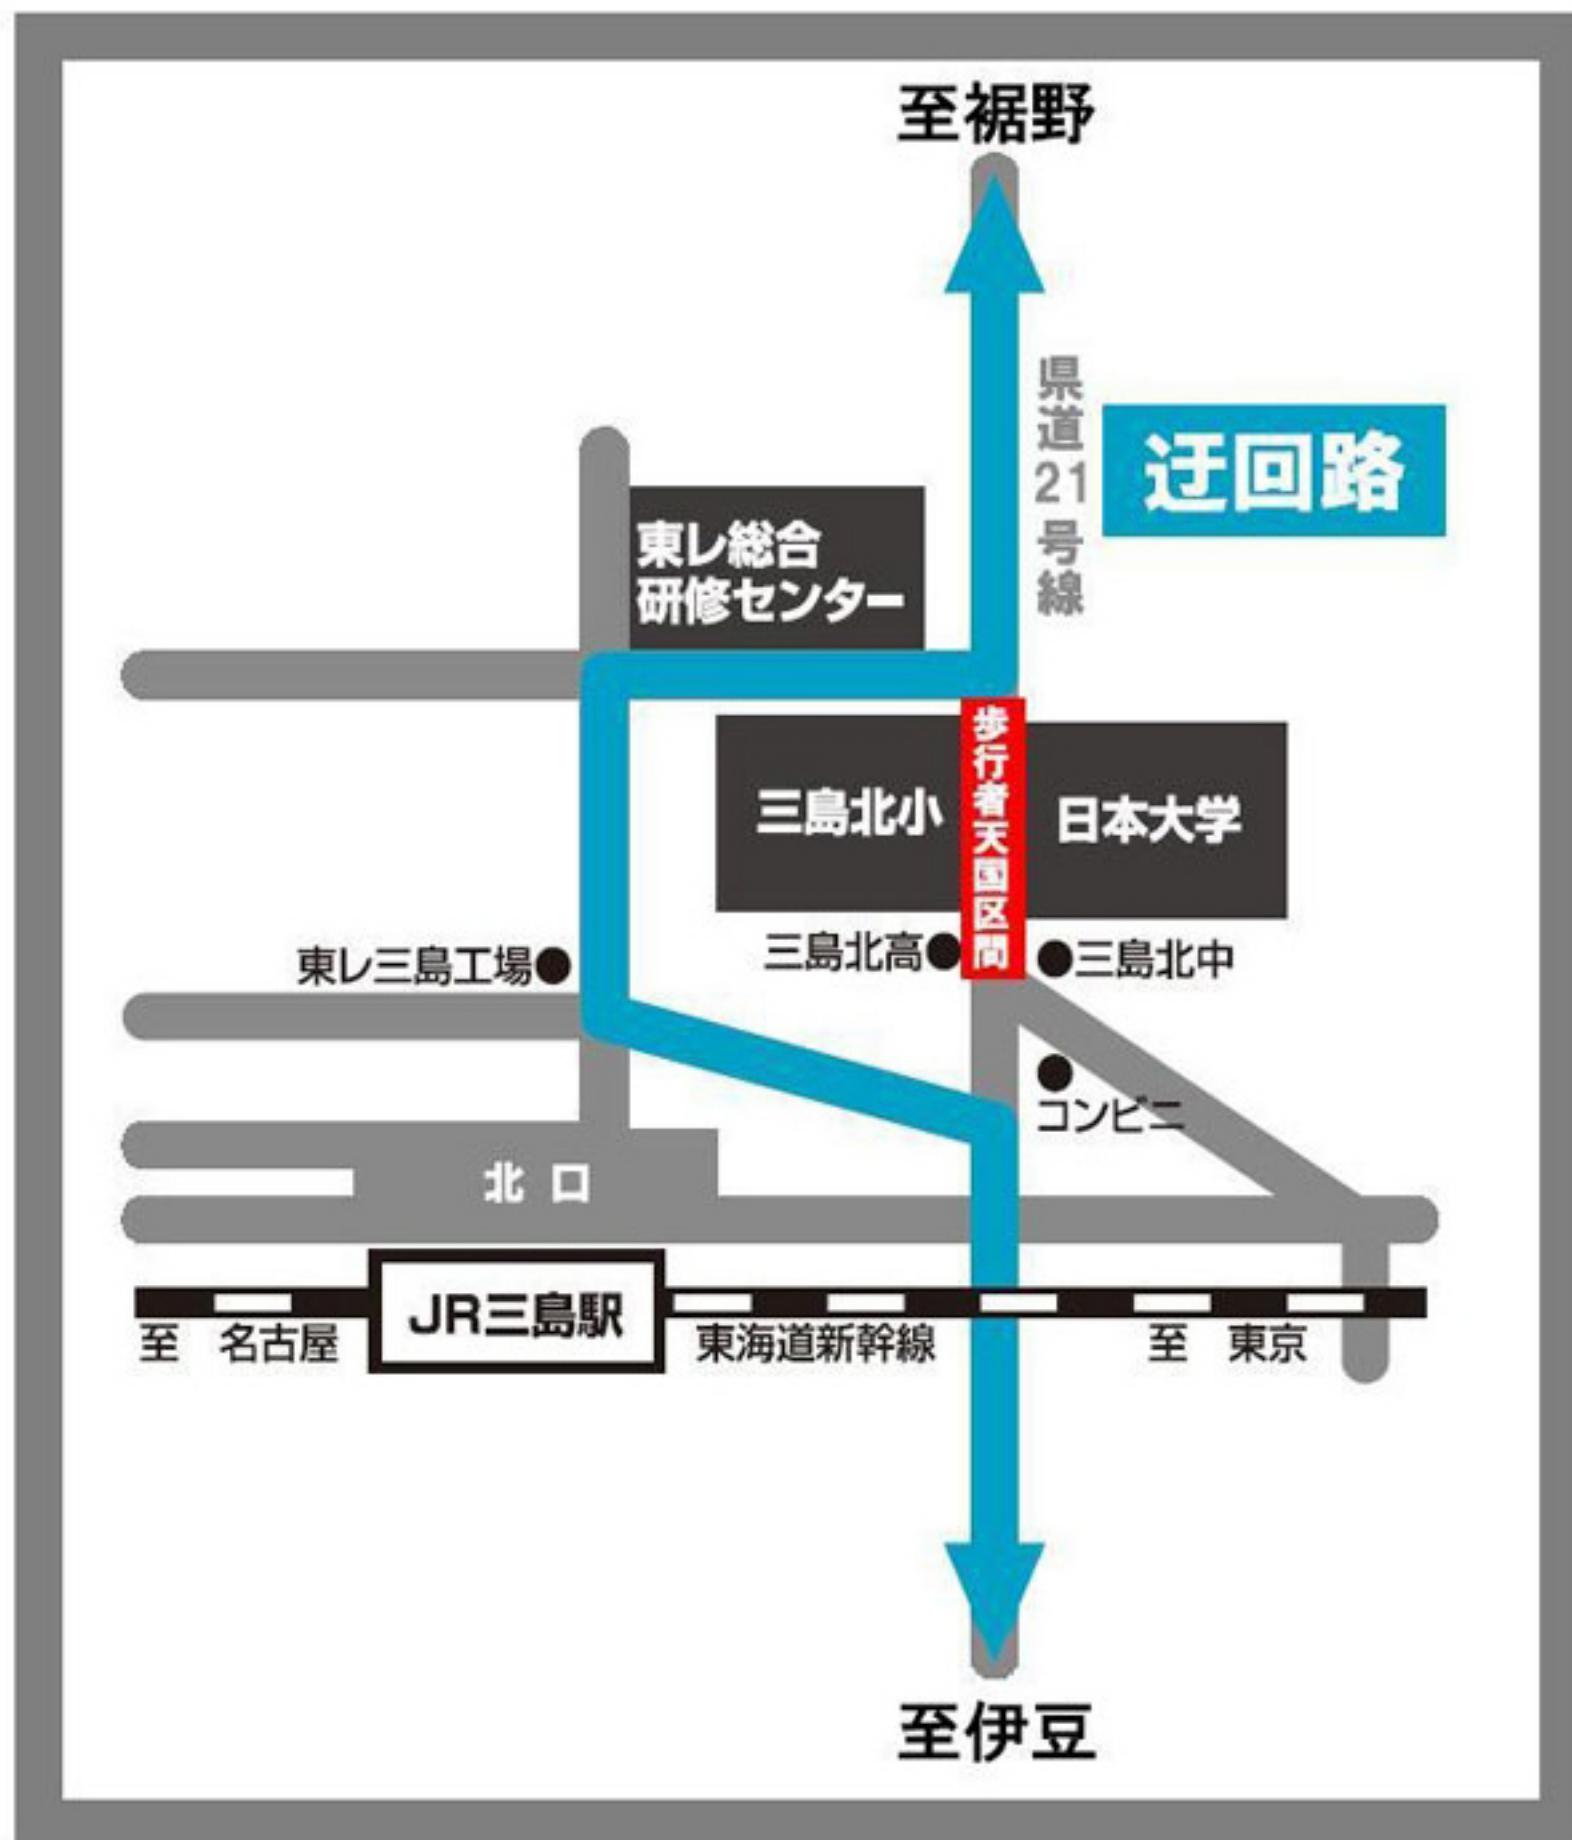 至裾野
県道21号線
迂回路
東レ総合
研修センター
三島北小
歩行者天国区間
日本大学
三島北高
三島北中
東レ三島工場
コンビニ
北口
JR三島駅
至 名古屋
東海道新幹線
至 東京
至伊豆